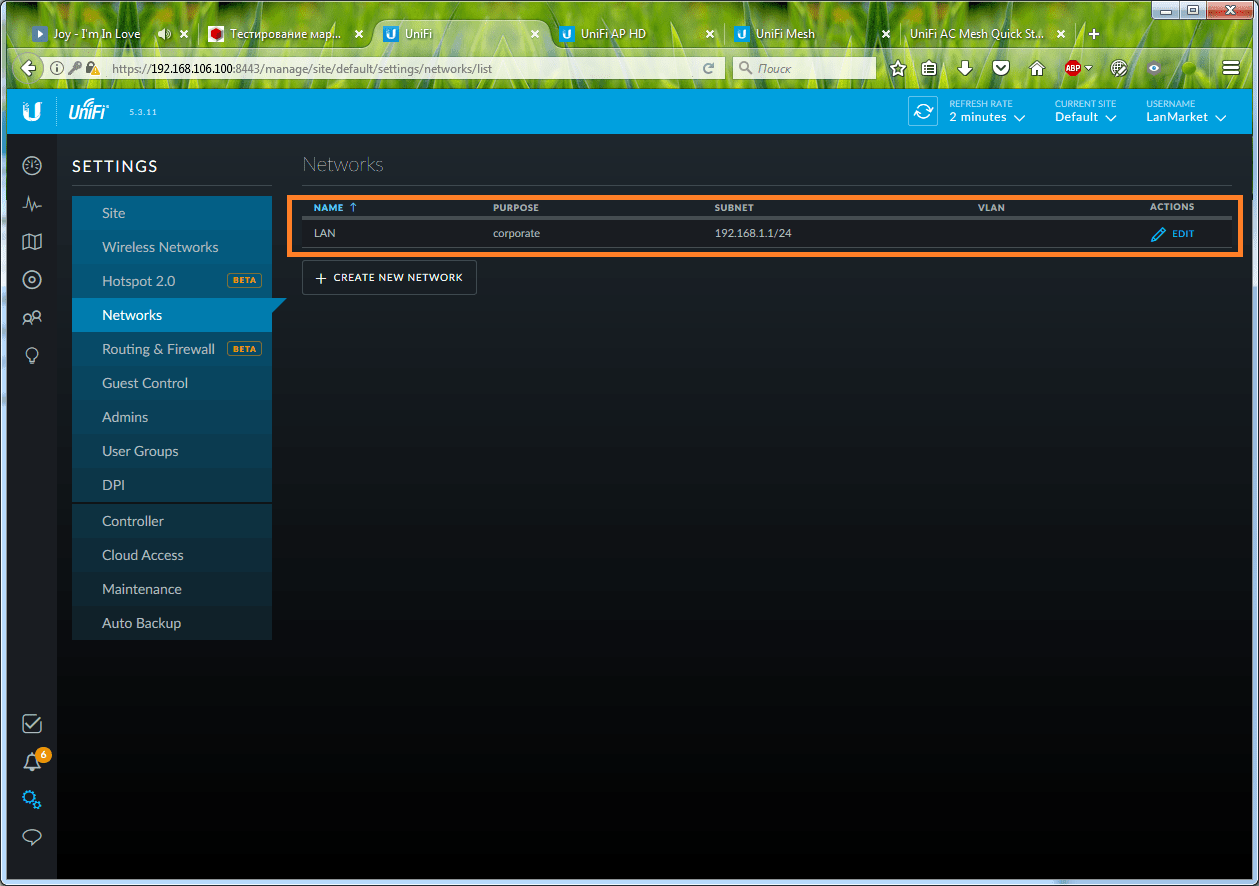 Joy - I'm In Love
Тестирование мар...
UniFi
UniFi AP HD
UniFi Mesh
UniFi AC Mesh Quick St...
https://192.168.106.100:8443/manage/site/default/settings/networks/list
Поиск
ABP
U
UniFi
5.3.11
REFRESH RATE
2 minutes
CURRENT SITE
Default
USERNAME
LanMarket
SETTINGS
Site
Wireless Networks
Hotspot 2.0 BETA
Networks
Routing & Firewall BETA
Guest Control
Admins
User Groups
DPI
Controller
Cloud Access
Maintenance
Auto Backup
6
Networks
NAME ↑ PURPOSE SUBNET VLAN ACTIONS
LAN corporate 192.168.1.1/24 EDIT
+ CREATE NEW NETWORK